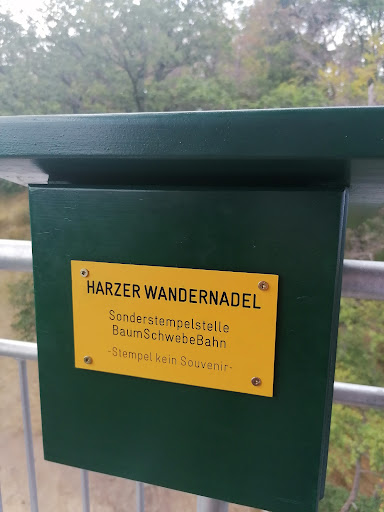 HARZER WANDERNADEL
Sonderstempelstelle
BaumSchwebeBahn
-Stempel kein Souvenir-